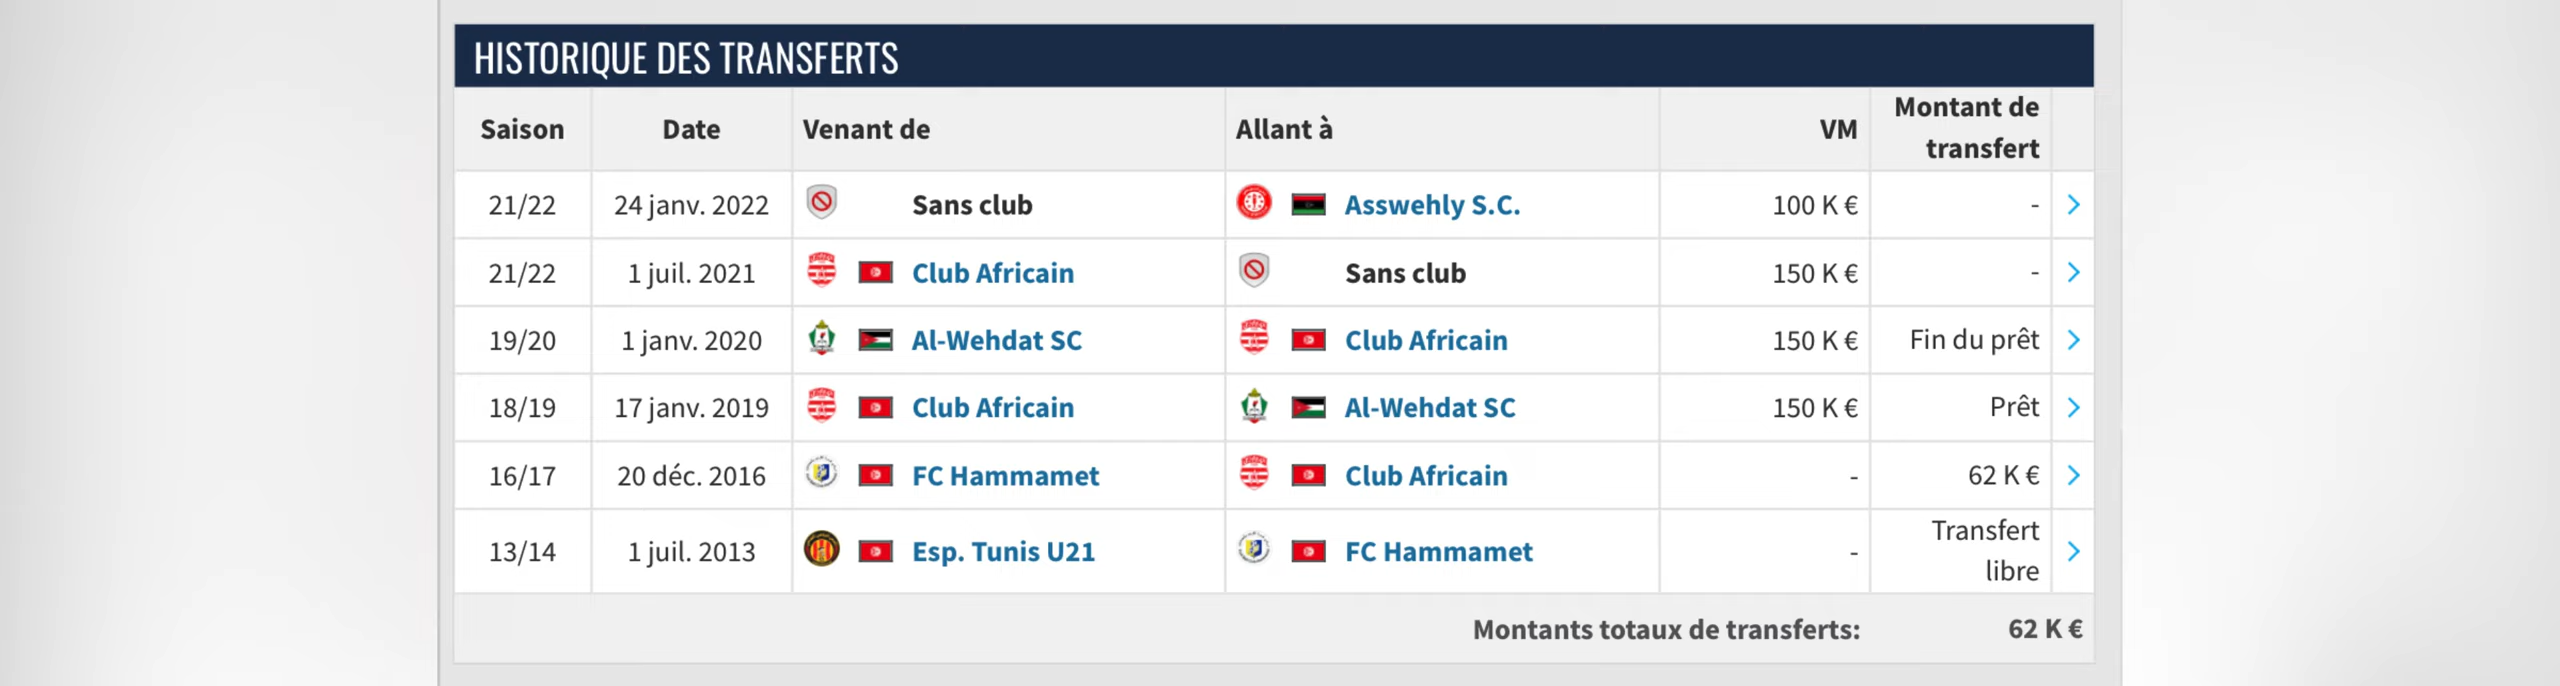 HISTORIQUE DES TRANSFERTS
Saison Date Venant de Allant à VM Montant de transfert
21/22 24 janv. 2022 Sans club Asswehly S.C. 100 K € -
21/22 1 juil. 2021 Club Africain Sans club 150 K € -
19/20 1 janv. 2020 Al-Wehdat SC Club Africain 150 K € Fin du prêt
18/19 17 janv. 2019 Club Africain Al-Wehdat SC 150 K € Prêt
16/17 20 déc. 2016 FC Hammamet Club Africain - 62 K €
13/14 1 juil. 2013 Esp. Tunis U21 FC Hammamet - Transfert libre
Montants totaux de transferts: 62 K €